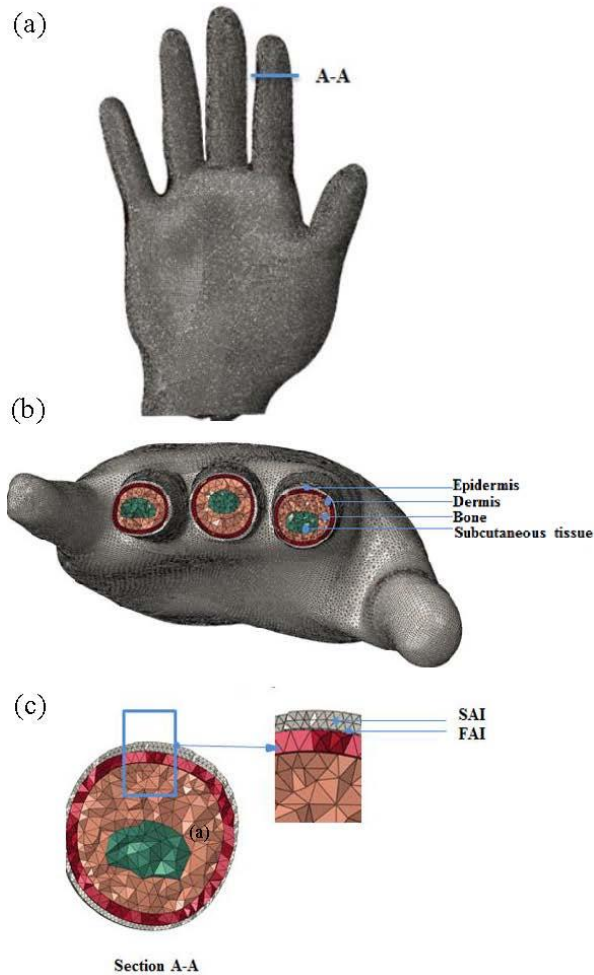 (a)
A-A
(b)
Epidermis
Dermis
Bone
Subcutaneous tissue
(c)
SAI
FAI
(a)
Section A-A